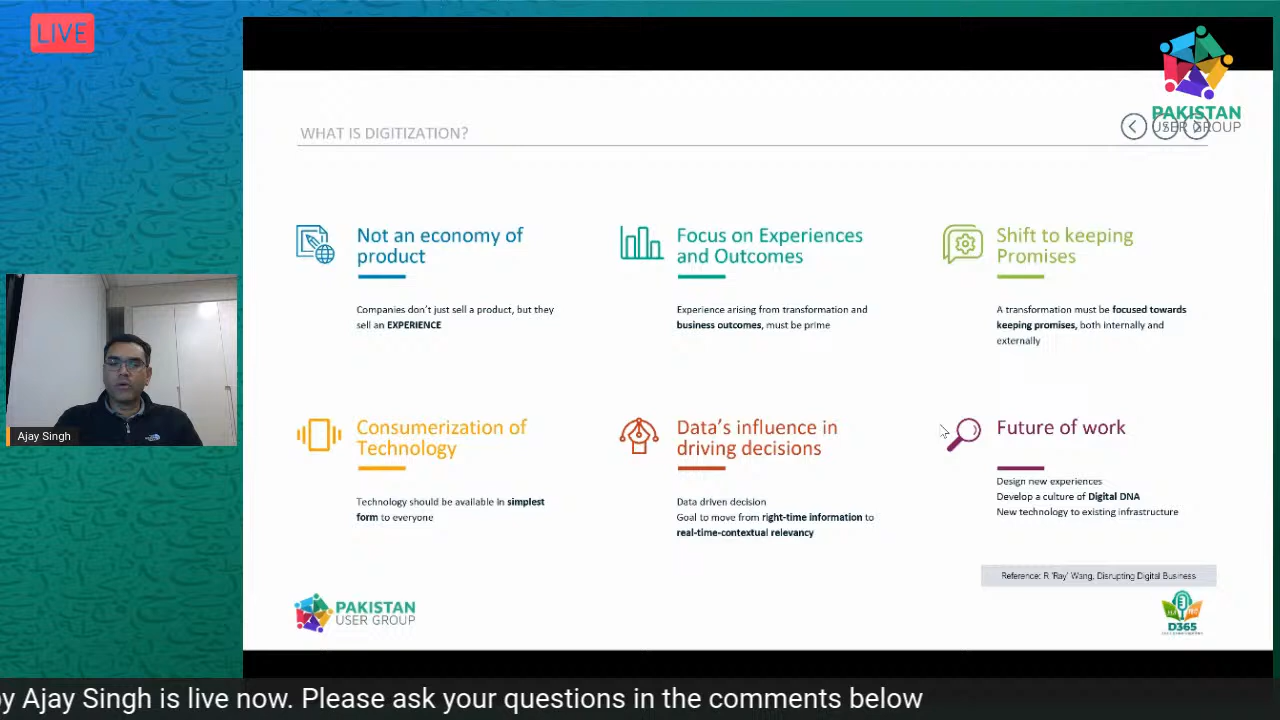 LIVE
PAKISTAN
USER GROUP
WHAT IS DIGITIZATION?
Not an economy of
product
Companies don't just sell a product, but they
sell an EXPERIENCE
Focus on Experiences
and Outcomes
Experience arising from transformation and
business outcomes, must be prime
Shift to keeping
Promises
A transformation must be focused towards
keeping promises, both internally and
externally
Ajay Singh
Consumerization of
Technology
Technology should be available in simplest
form to everyone
Data's influence in
driving decisions
Data driven decision
Goal to move from right-time information to
real-time-contextual relevancy
Future of work
Design new experiences
Develop a culture of Digital DNA
New technology to existing infrastructure
Reference: R 'Ray' Wang, Disrupting Digital Business
PAKISTAN
USER GROUP
D365
y Ajay Singh is live now. Please ask your questions in the comments below